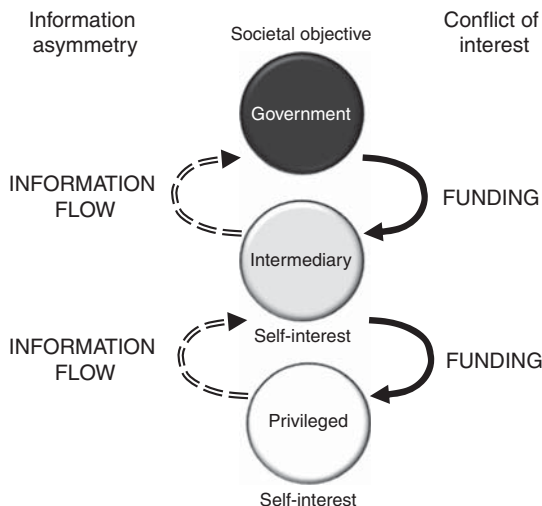 Information
asymmetry
Societal objective
Conflict of
interest
Government
INFORMATION
FLOW
FUNDING
Intermediary
Self-interest
INFORMATION
FLOW
FUNDING
Privileged
Self-interest